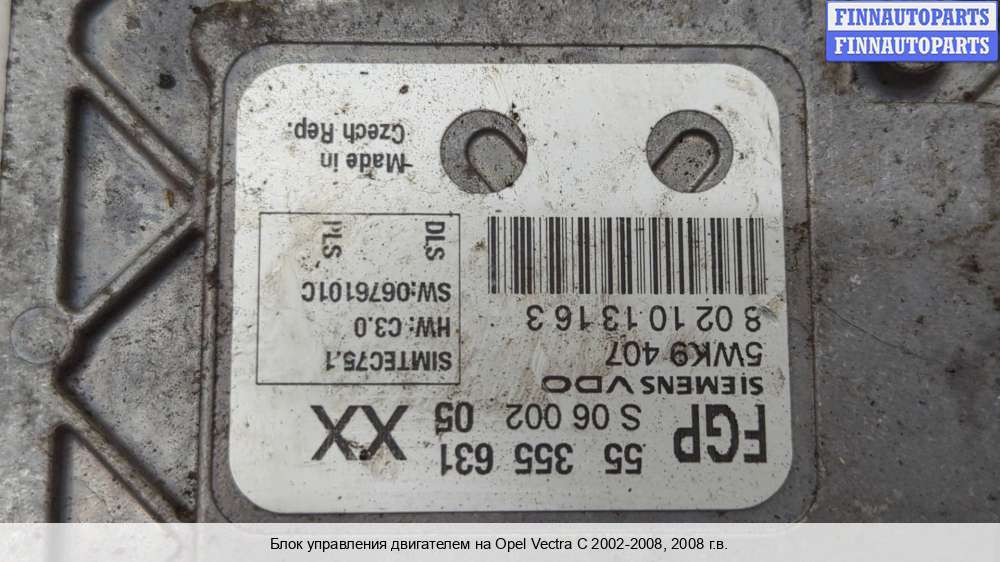 FINNAUTOPARTS
FINNAUTOPARTS
FGP 55 355 631 XX
S 06 002 05
SIEMENS VDO
5WK9 407
8 02 10 13 16 3
SIMTEC75.1
HW: C3.0
SW:0676101C
DLS
PLS
Made in
Czech Rep.
Блок управления двигателем на Opel Vectra C 2002-2008, 2008 г.в.